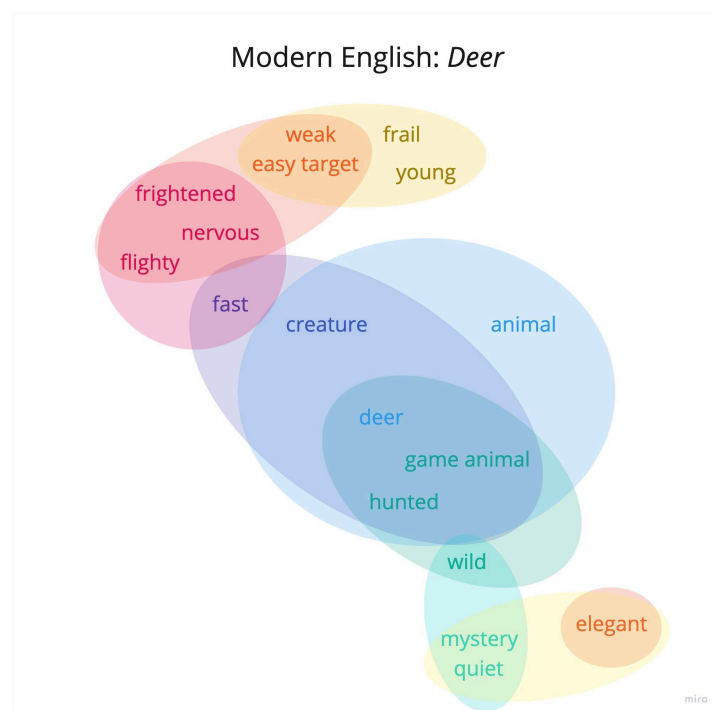 Modern English: Deer
weak
frail
easy target
young
frightened
nervous
flighty
fast
creature
animal
deer
game animal
hunted
wild
elegant
mystery
quiet
miro